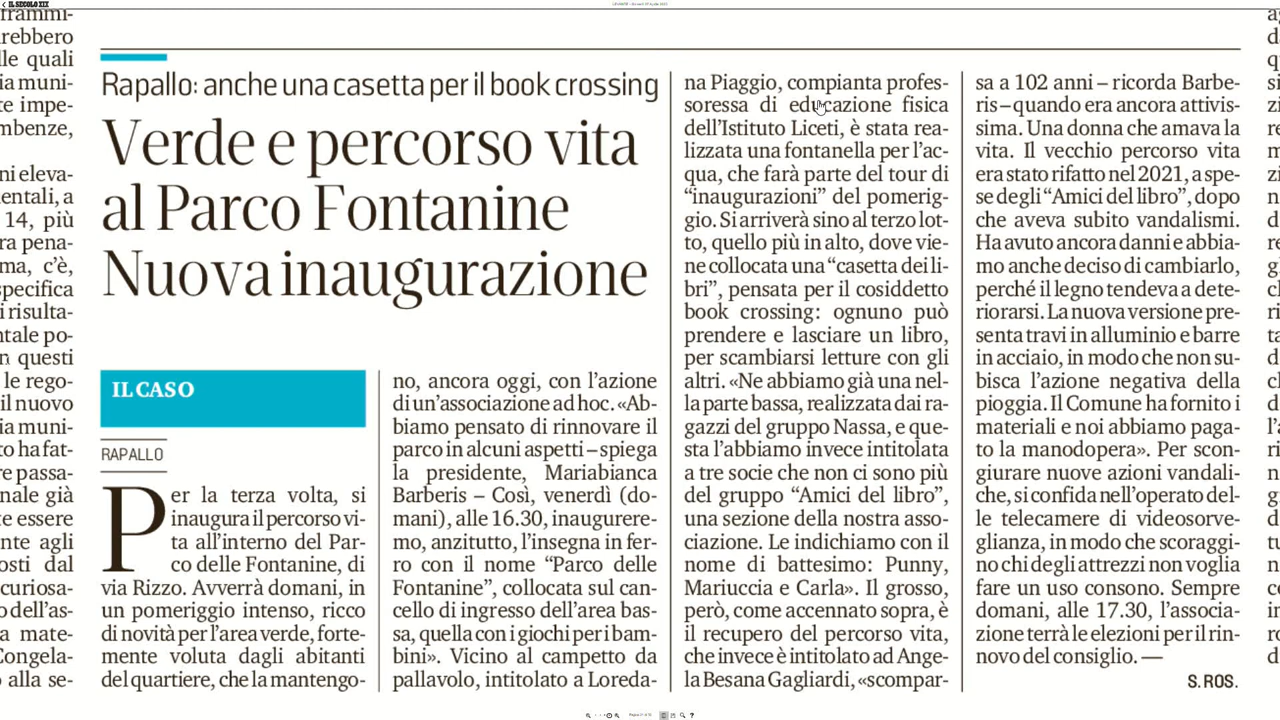 IL SECOLO XIX
Rapallo: anche una casetta per il book crossing
Verde e percorso vita
al Parco Fontanine
Nuova inaugurazione
IL CASO
RAPALLO
Per la terza volta, si
inaugura il percorso vi-
ta all'interno del Par-
co delle Fontanine, di
via Rizzo. Avverrà domani, in
un pomeriggio intenso, ricco
di novità per l'area verde, forte-
mente voluta dagli abitanti
del quartiere, che la mantengo-
no, ancora oggi, con l'azione
di un'associazione ad hoc. «Ab-
biamo pensato di rinnovare il
parco in alcuni aspetti – spiega
la presidente, Mariabianca
Barberis – Così, venerdì (do-
mani), alle 16.30, inaugurere-
mo, anzitutto, l'insegna in fer-
ro con il nome “Parco delle
Fontanine”, collocata sul can-
cello di ingresso dell'area bas-
sa, quella con i giochi per i bam-
bini». Vicino al campetto da
pallavolo, intitolato a Loreda-
na Piaggio, compianta profes-
soressa di educazione fisica
dell'Istituto Liceti, è stata rea-
lizzata una fontanella per l'ac-
qua, che farà parte del tour di
“inaugurazioni” del pomerig-
gio. Si arriverà sino al terzo lot-
to, quello più in alto, dove vie-
ne collocata una “casetta dei li-
bri”, pensata per il cosiddetto
book crossing: ognuno può
prendere e lasciare un libro,
per scambiarsi letture con gli
altri. «Ne abbiamo già una nel-
la parte bassa, realizzata dai ra-
gazzi del gruppo Nassa, e que-
sta l'abbiamo invece intitolata
a tre socie che non ci sono più
del gruppo “Amici del libro”,
una sezione della nostra asso-
ciazione. Le indichiamo con il
nome di battesimo: Punny,
Mariuccia e Carla». Il grosso,
però, come accennato sopra, è
il recupero del percorso vita,
che invece è intitolato ad Ange-
la Besana Gagliardi, «scompar-
sa a 102 anni – ricorda Barbe-
ris – quando era ancora attivis-
sima. Una donna che amava la
vita. Il vecchio percorso vita
era stato rifatto nel 2021, a spe-
se degli “Amici del libro”, dopo
che aveva subito vandalismi.
Ha avuto ancora danni e abbia-
mo anche deciso di cambiarlo,
perché il legno tendeva a dete-
riorarsi. La nuova versione pre-
senta travi in alluminio e barre
in acciaio, in modo che non su-
bisca l'azione negativa della
pioggia. Il Comune ha fornito i
materiali e noi abbiamo paga-
to la manodopera». Per scon-
giurare nuove azioni vandali-
che, si confida nell'operato del-
le telecamere di videosorve-
glianza, in modo che scoraggi-
no chi degli attrezzi non voglia
fare un uso consono. Sempre
domani, alle 17.30, l'associa-
zione terrà le elezioni per il rin-
novo del consiglio. —
S. ROS.